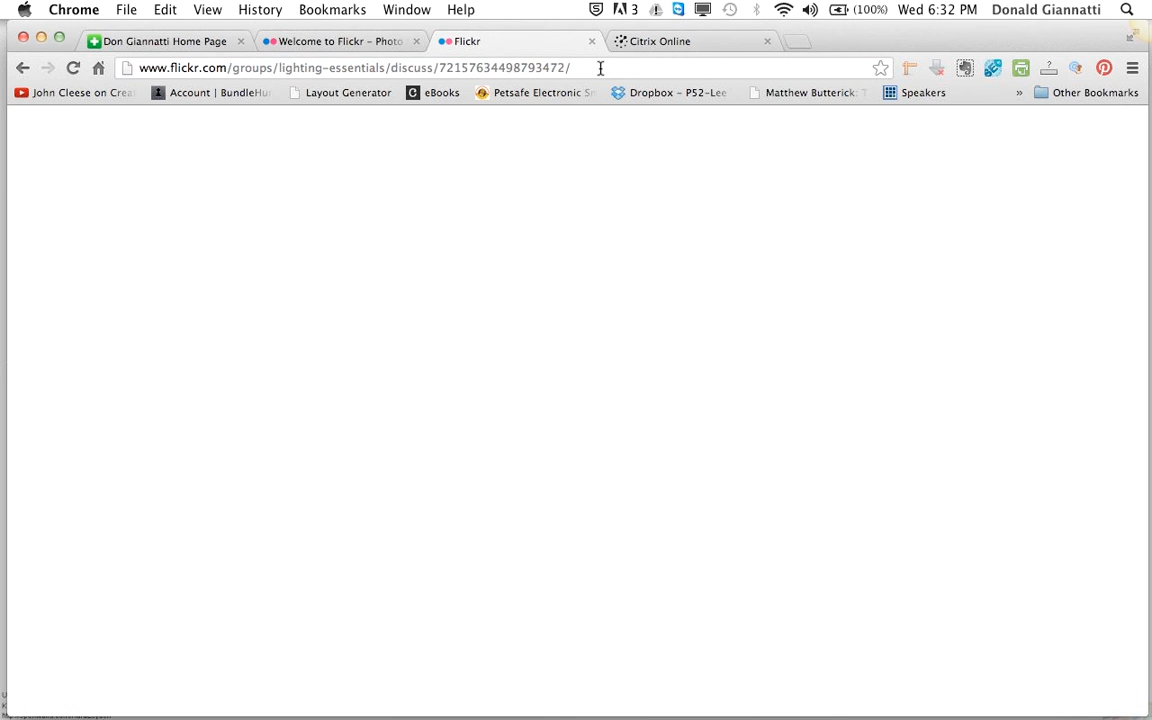 Chrome File Edit View History Bookmarks Window Help 3 (100%) Wed 6:32 PM Donald Giannatti
Don Giannatti Home Page Welcome to Flickr – Photo Flickr Citrix Online
www.flickr.com/groups/lighting-essentials/discuss/72157634498793472/
John Cleese on Crea Account | BundleHu Layout Generator eBooks Petsafe Electronic Sm Dropbox – P52-Lee Matthew Butterick: T Speakers » Other Bookmarks